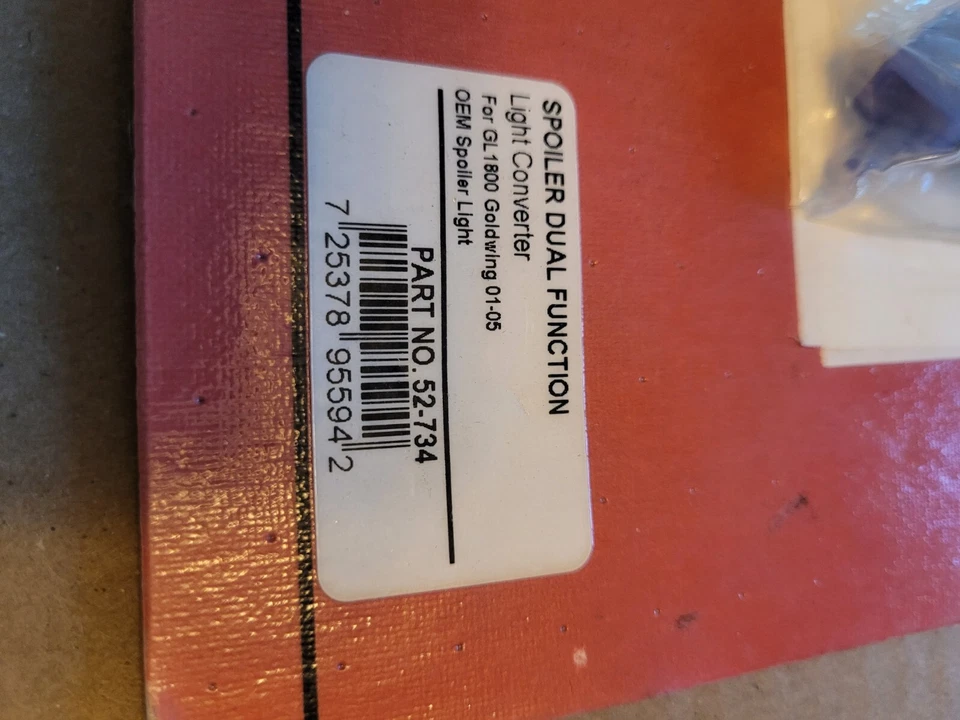 SPOILER DUAL FUNCTION
Light Converter
For GL1800 Goldwing 01-05
OEM Spoiler Light
PART NO. 52-734
7 25378 95594 2